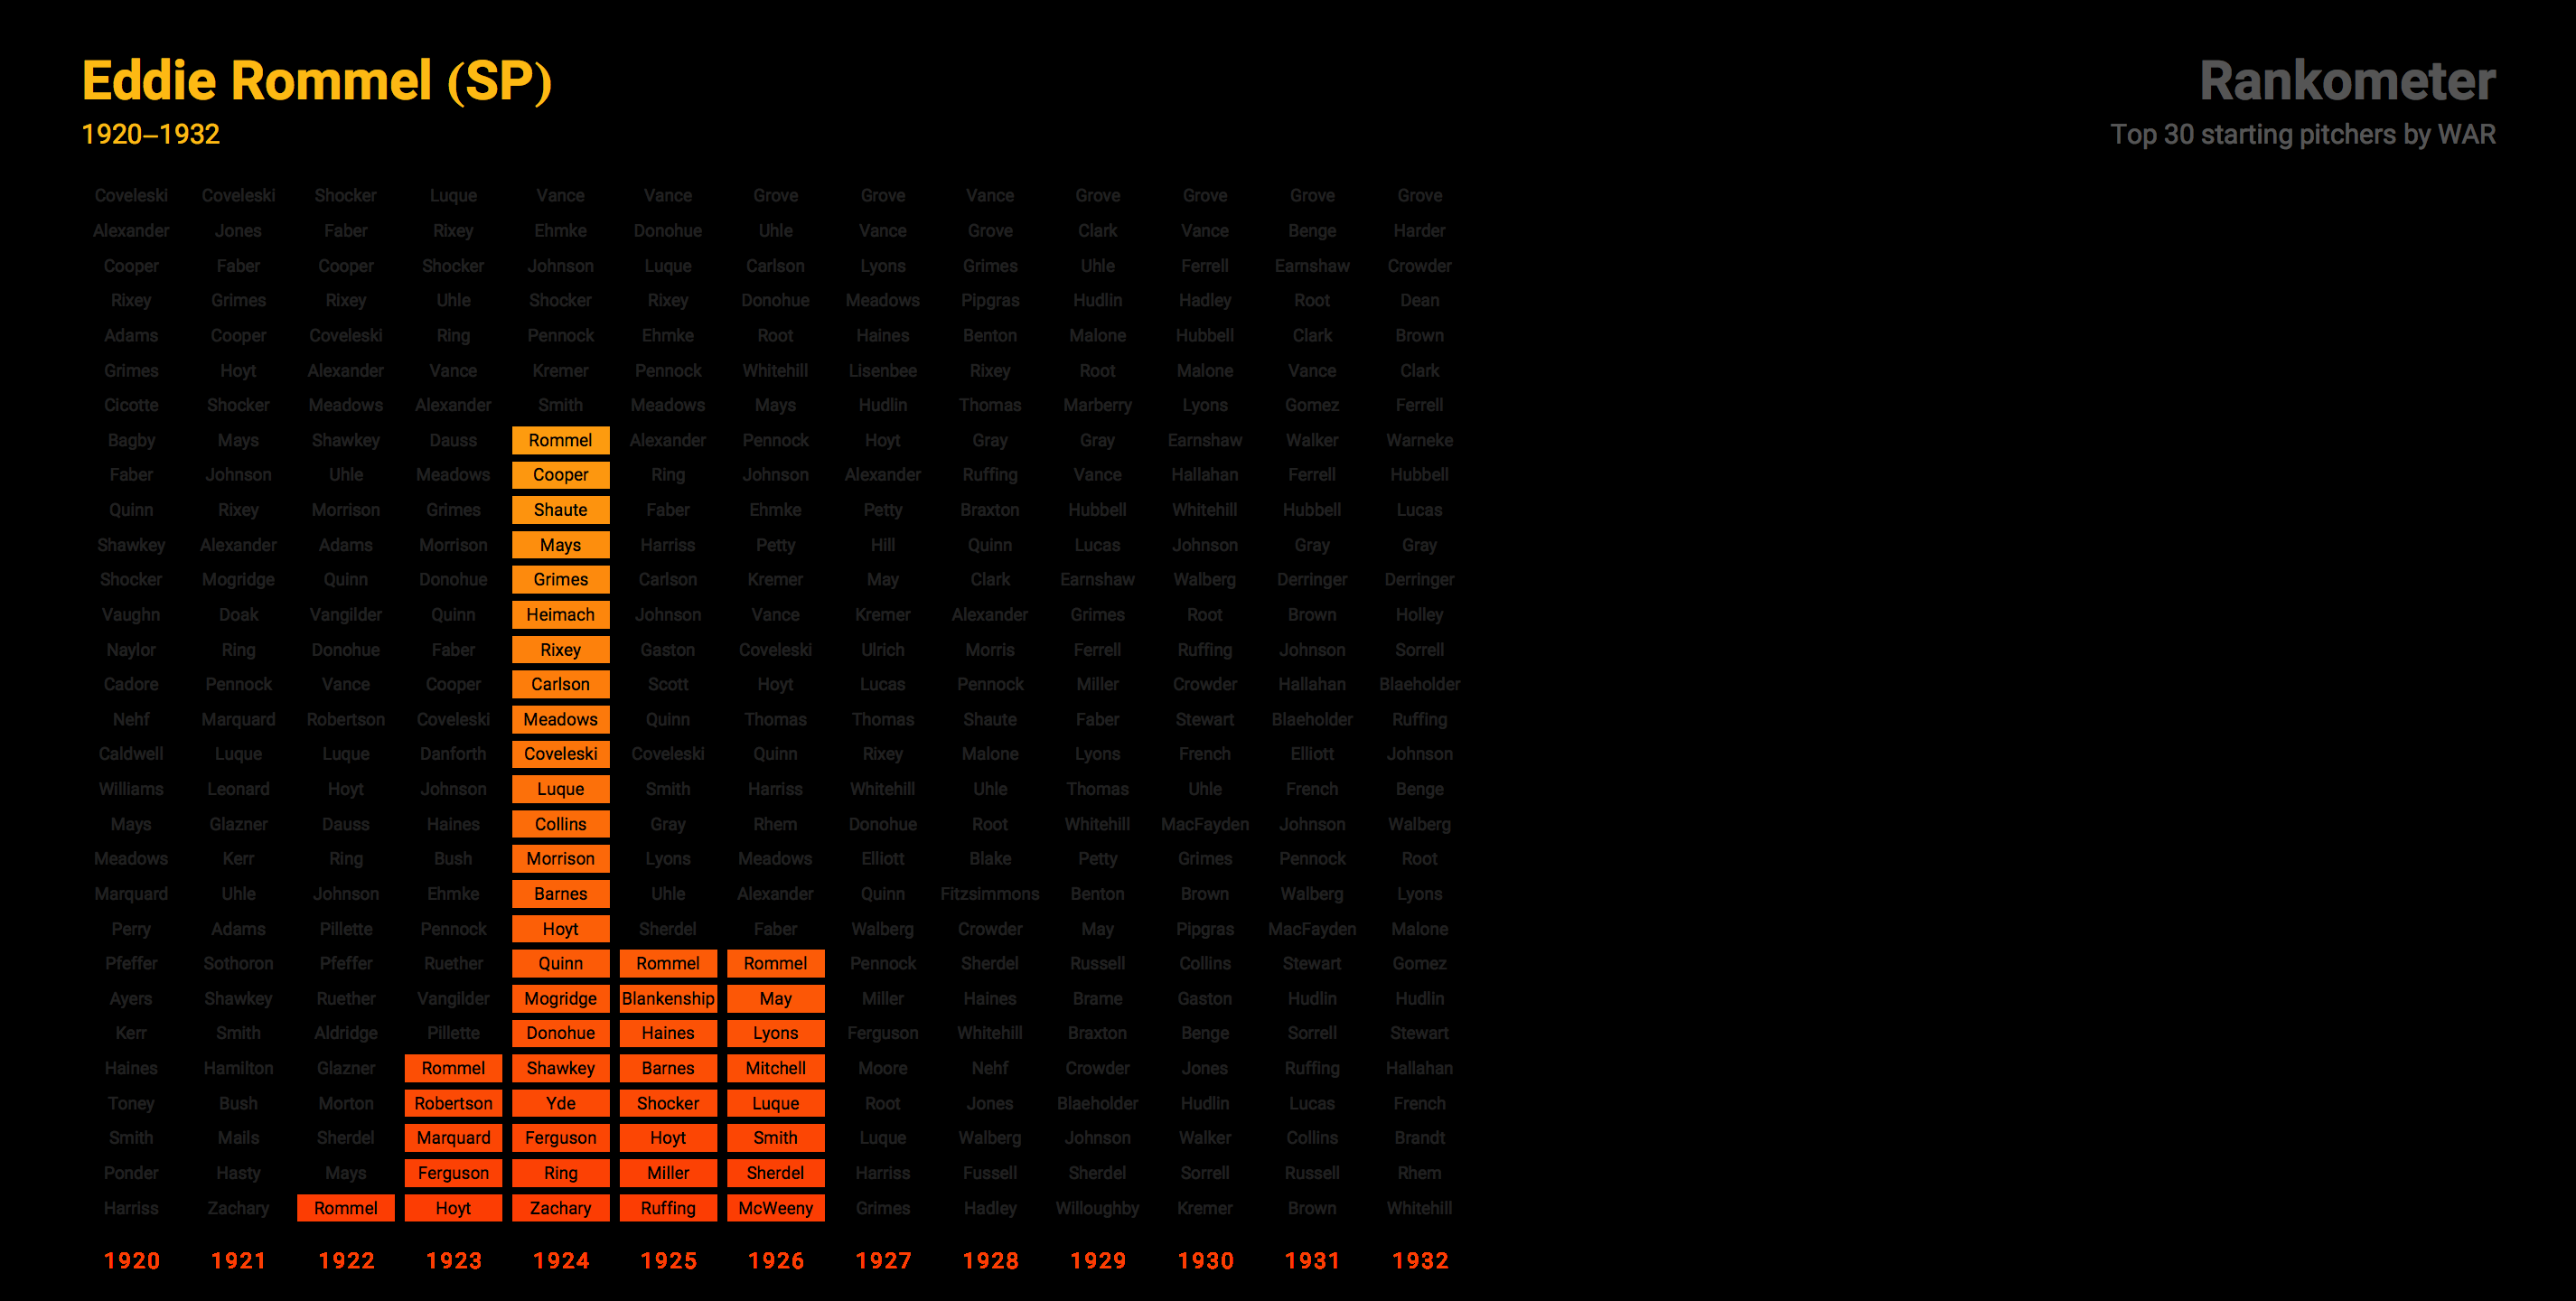 Eddie Rommel (SP)
1920–1932
Rankometer
Top 30 starting pitchers by WAR
Coveleski Coveleski Shocker Luque Vance Vance Grove Grove Vance Grove Grove Grove Grove
Alexander Jones Faber Rixey Ehmke Donohue Uhle Vance Grove Clark Vance Benge Harder
Cooper Faber Cooper Shocker Johnson Luque Carlson Lyons Grimes Uhle Ferrell Earnshaw Crowder
Rixey Grimes Rixey Uhle Shocker Rixey Donohue Meadows Pipgras Hudlin Hadley Root Dean
Adams Cooper Coveleski Ring Pennock Ehmke Root Haines Benton Malone Hubbell Clark Brown
Grimes Hoyt Alexander Vance Kremer Pennock Whitehill Lisenbee Rixey Root Malone Vance Clark
Cicotte Shocker Meadows Alexander Smith Meadows Mays Hudlin Thomas Marberry Lyons Gomez Ferrell
Bagby Mays Shawkey Dauss Rommel Alexander Pennock Hoyt Gray Gray Earnshaw Walker Warneke
Faber Johnson Uhle Meadows Cooper Ring Johnson Alexander Ruffing Vance Hallahan Ferrell Hubbell
Quinn Rixey Morrison Grimes Shaute Faber Ehmke Petty Braxton Hubbell Whitehill Hubbell Lucas
Shawkey Alexander Adams Morrison Mays Harriss Petty Hill Quinn Lucas Johnson Gray Gray
Shocker Mogridge Quinn Donohue Grimes Carlson Kremer May Clark Earnshaw Walberg Derringer Derringer
Vaughn Doak Vangilder Quinn Heimach Johnson Vance Kremer Alexander Grimes Root Brown Holley
Naylor Ring Donohue Faber Rixey Gaston Coveleski Ulrich Morris Ferrell Ruffing Johnson Sorrell
Cadore Pennock Vance Cooper Carlson Scott Hoyt Lucas Pennock Miller Crowder Hallahan Blaeholder
Nehf Marquard Robertson Coveleski Meadows Quinn Thomas Thomas Shaute Faber Stewart Blaeholder Ruffing
Caldwell Luque Luque Danforth Coveleski Coveleski Quinn Rixey Malone Lyons French Elliott Johnson
Williams Leonard Hoyt Johnson Luque Smith Harriss Whitehill Uhle Thomas Uhle French Benge
Mays Glazner Dauss Haines Collins Gray Rhem Donohue Root Whitehill MacFayden Johnson Walberg
Meadows Kerr Ring Bush Morrison Lyons Meadows Elliott Blake Petty Grimes Pennock Root
Marquard Uhle Johnson Ehmke Barnes Uhle Alexander Quinn Fitzsimmons Benton Brown Walberg Lyons
Perry Adams Pillette Pennock Hoyt Sherdel Faber Walberg Crowder May Pipgras MacFayden Malone
Pfeffer Sothoron Pfeffer Ruether Quinn Rommel Rommel Pennock Sherdel Russell Collins Stewart Gomez
Ayers Shawkey Ruether Vangilder Mogridge Blankenship May Miller Haines Brame Gaston Hudlin Hudlin
Kerr Smith Aldridge Pillette Donohue Haines Lyons Ferguson Whitehill Braxton Benge Sorrell Stewart
Haines Hamilton Glazner Rommel Shawkey Barnes Mitchell Moore Nehf Crowder Jones Ruffing Hallahan
Toney Bush Morton Robertson Yde Shocker Luque Root Jones Blaeholder Hudlin Lucas French
Smith Mails Sherdel Marquard Ferguson Hoyt Smith Luque Walberg Johnson Walker Collins Brandt
Ponder Hasty Mays Ferguson Ring Miller Sherdel Harriss Fussell Sherdel Sorrell Russell Rhem
Harriss Zachary Rommel Hoyt Zachary Ruffing McWeeny Grimes Hadley Willoughby Kremer Brown Whitehill
1920 1921 1922 1923 1924 1925 1926 1927 1928 1929 1930 1931 1932